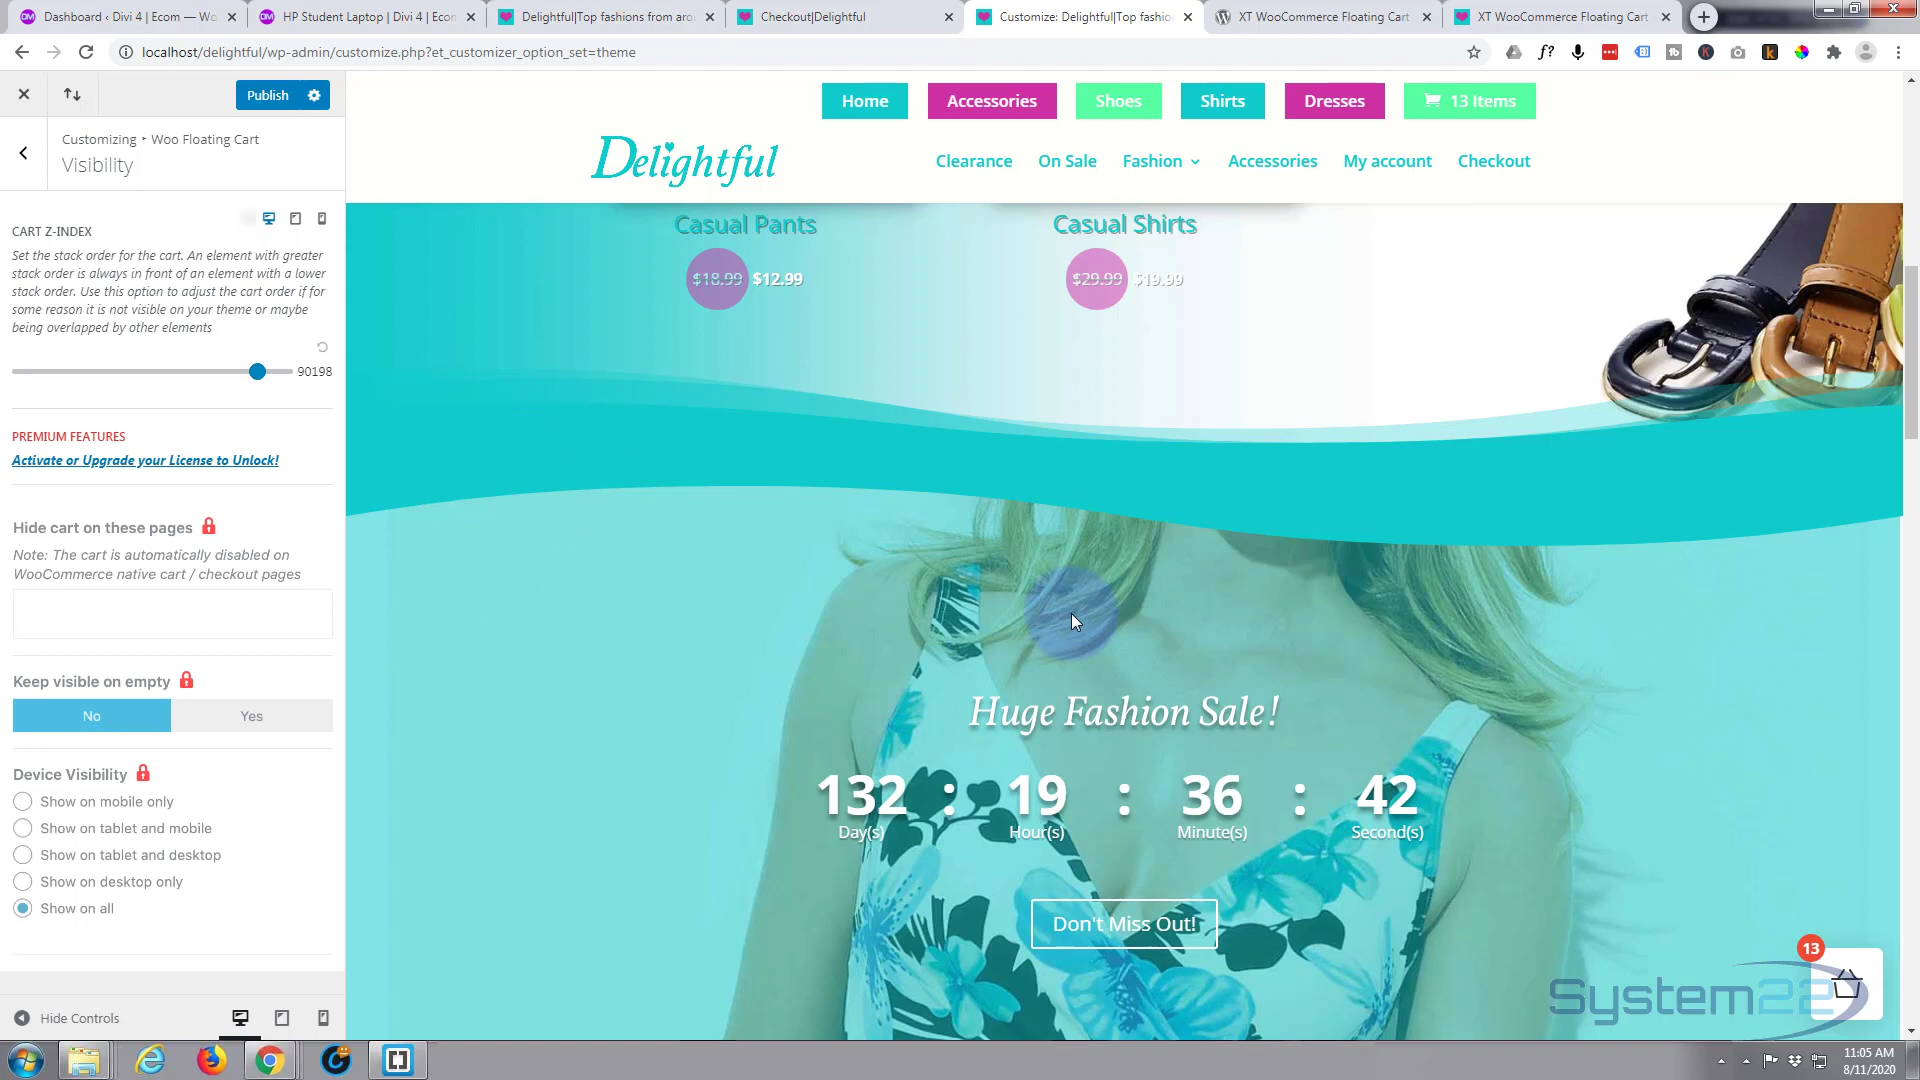 Dashboard ‹ Divi 4 | Ecom — Wo
HP Student Laptop | Divi 4 | Ecom
Delightful|Top fashions from arou
Checkout|Delightful
Customize: Delightful|Top fashio
XT WooCommerce Floating Cart
XT WooCommerce Floating Cart
localhost/delightful/wp-admin/customize.php?et_customizer_option_set=theme
Publish
Customizing ‣ Woo Floating Cart
Visibility
CART Z-INDEX
Set the stack order for the cart. An element with greater
stack order is always in front of an element with a lower
stack order. Use this option to adjust the cart order if for
some reason it is not visible on your theme or maybe
being overlapped by other elements
90198
PREMIUM FEATURES
Activate or Upgrade your License to Unlock!
Hide cart on these pages
Note: The cart is automatically disabled on
WooCommerce native cart / checkout pages
Keep visible on empty
No Yes
Device Visibility
Show on mobile only
Show on tablet and mobile
Show on tablet and desktop
Show on desktop only
Show on all
Hide Controls
Home Accessories Shoes Shirts Dresses 13 Items
Delightful
Clearance On Sale Fashion Accessories My account Checkout
Casual Pants Casual Shirts
$18.99 $12.99 $29.99 $19.99
Huge Fashion Sale!
132 : 19 : 36 : 42
Day(s) Hour(s) Minute(s) Second(s)
Don't Miss Out!
13
System22
11:05 AM
8/11/2020